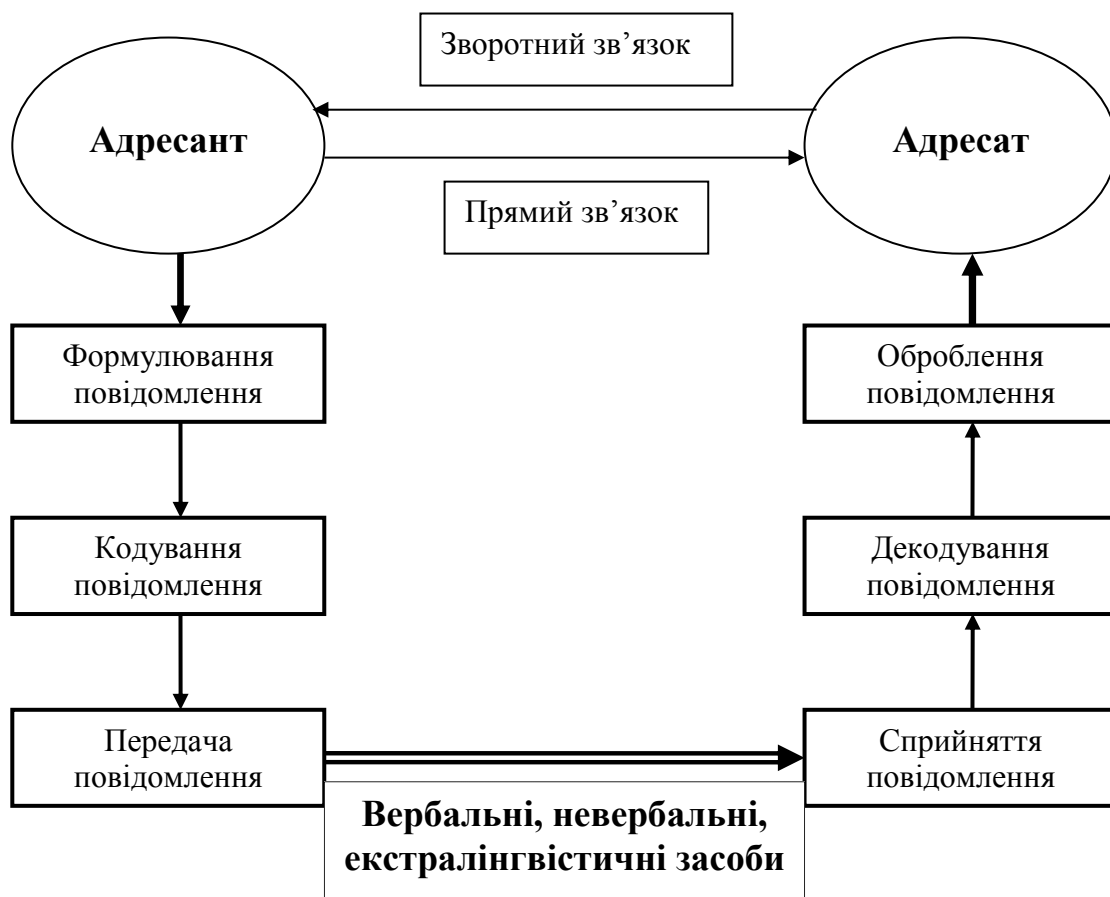 Зворотний зв’язок
Адресант
Адресат
Прямий зв’язок
Формулювання
повідомлення
Оброблення
повідомлення
Кодування
повідомлення
Декодування
повідомлення
Передача
повідомлення
Сприйняття
повідомлення
Вербальні, невербальні,
екстралінгвістичні засоби